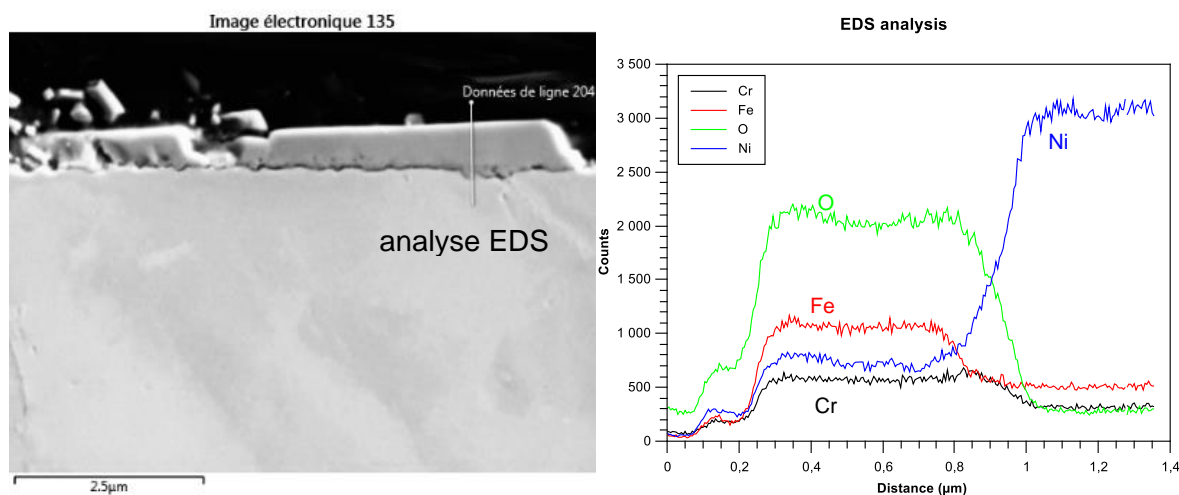 Image électronique 135
Données de ligne 204
analyse EDS
2.5µm
EDS analysis
3 500
3 000
2 500
2 000
1 500
1 000
500
0
Counts
Cr
Fe
O
Ni
O
Fe
Ni
Cr
0 0,2 0,4 0,6 0,8 1 1,2 1,4
Distance (µm)